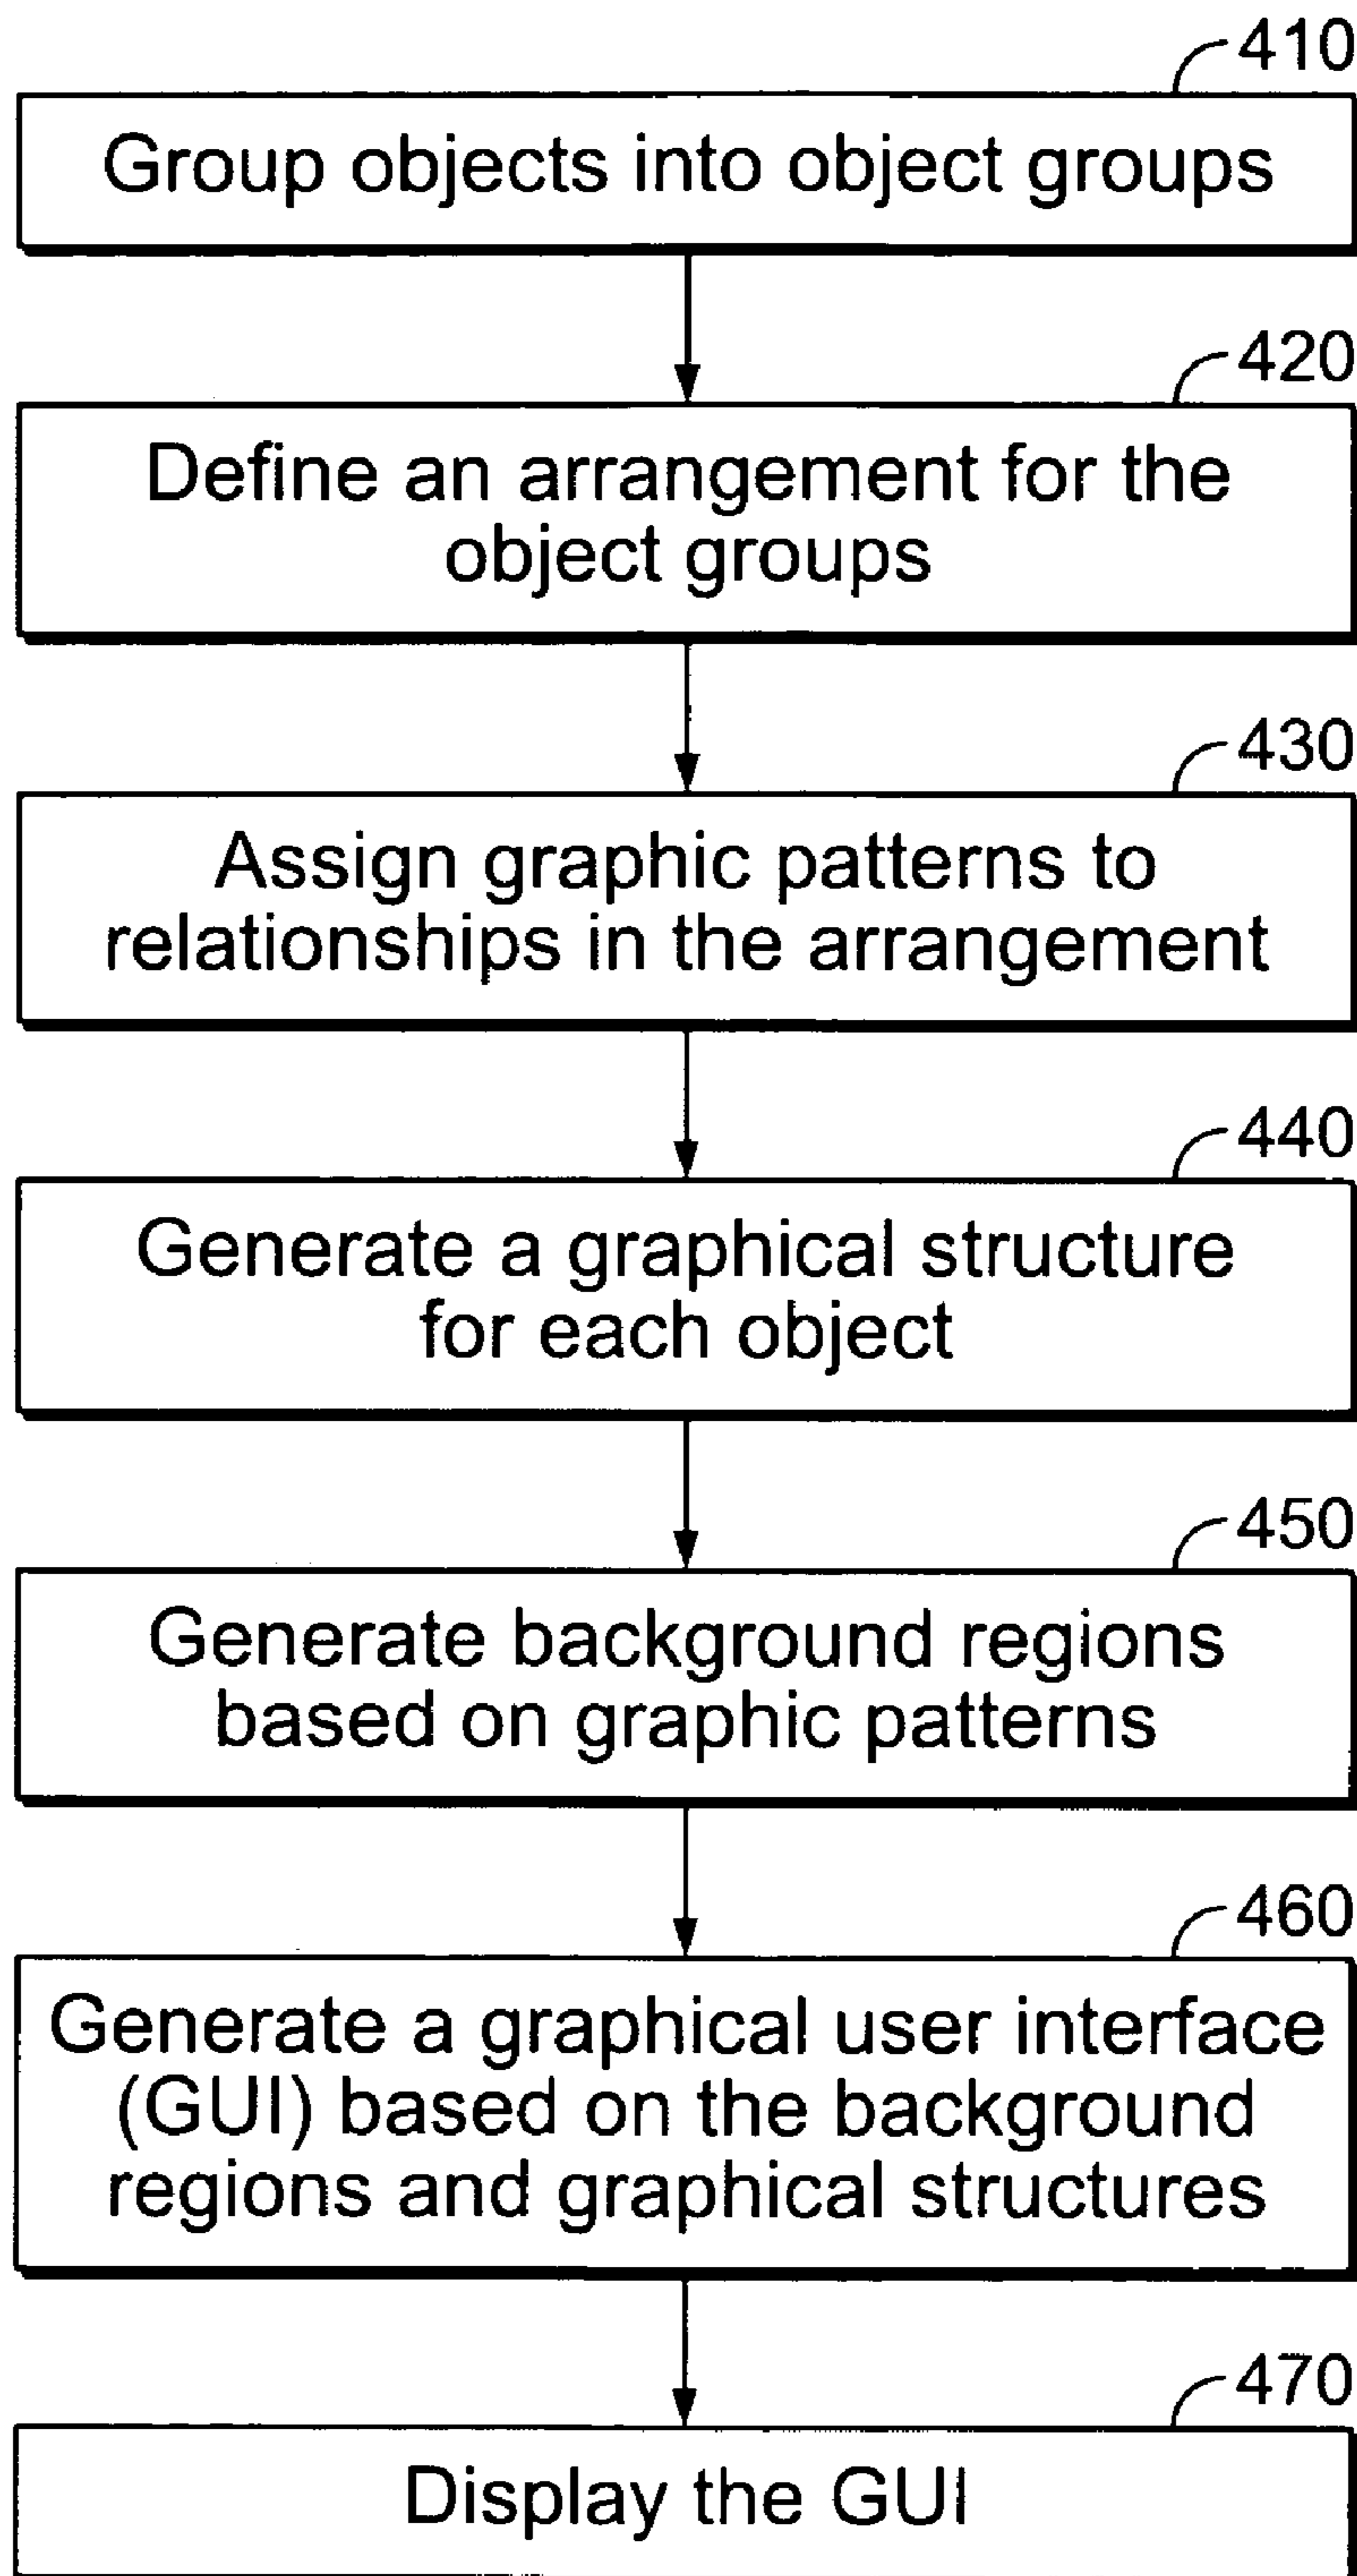 410
Group objects into object groups
420
Define an arrangement for the
object groups
430
Assign graphic patterns to
relationships in the arrangement
440
Generate a graphical structure
for each object
450
Generate background regions
based on graphic patterns
460
Generate a graphical user interface
(GUI) based on the background
regions and graphical structures
470
Display the GUI